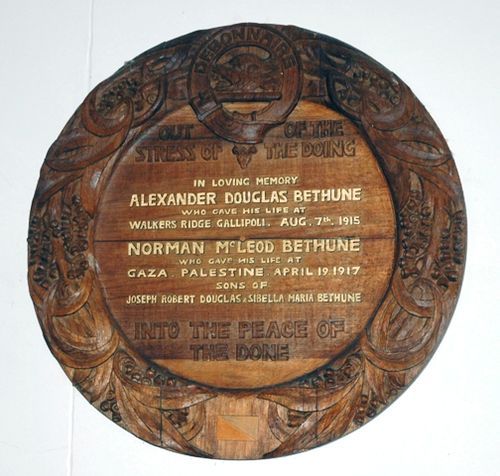 DEBONNAIRE
OUT OF THE
STRESS OF THE DOING
IN LOVING MEMORY
ALEXANDER DOUGLAS BETHUNE
WHO GAVE HIS LIFE AT
WALKERS RIDGE GALLIPOLI. AUG. 7th. 1915
NORMAN McLEOD BETHUNE
WHO GAVE HIS LIFE AT
GAZA. PALESTINE. APRIL 19. 1917
SONS OF
JOSEPH ROBERT DOUGLAS & SIBELLA MARIA BETHUNE
INTO THE PEACE OF
THE DONE